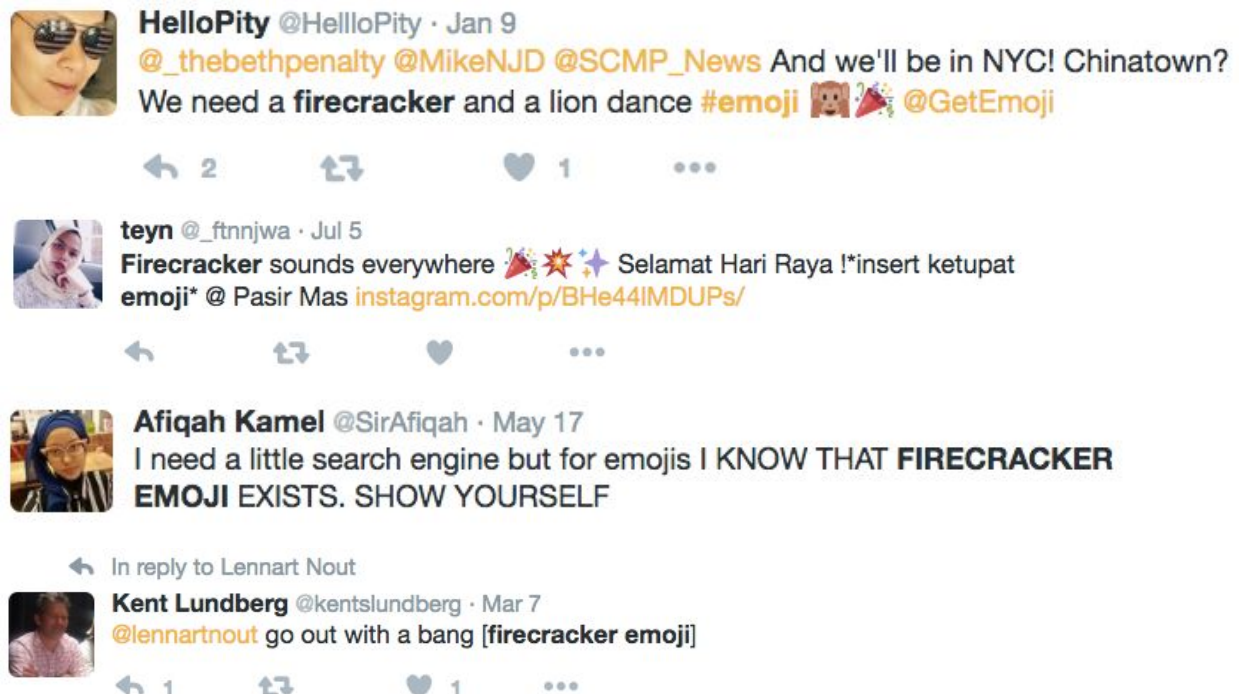 HelloPity @HellloPity · Jan 9
@_thebethpenalty @MikeNJD @SCMP_News And we'll be in NYC! Chinatown?
We need a firecracker and a lion dance #emoji 🙉🎉 @GetEmoji
2 1
teyn @_ftnnjwa · Jul 5
Firecracker sounds everywhere 🎉💥✨ Selamat Hari Raya !*insert ketupat
emoji* @ Pasir Mas instagram.com/p/BHe44lMDUPs/
Afiqah Kamel @SirAfiqah · May 17
I need a little search engine but for emojis I KNOW THAT FIRECRACKER
EMOJI EXISTS. SHOW YOURSELF
In reply to Lennart Nout
Kent Lundberg @kentslundberg · Mar 7
@lennartnout go out with a bang [firecracker emoji]
1 1